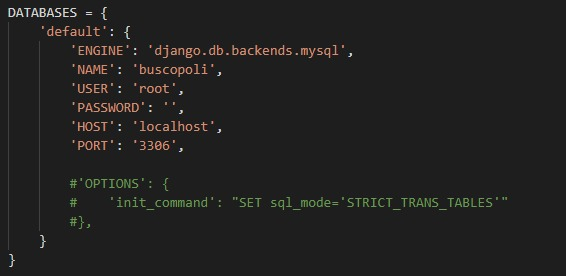 DATABASES = {
    'default': {
        'ENGINE': 'django.db.backends.mysql',
        'NAME': 'buscopoli',
        'USER': 'root',
        'PASSWORD': '',
        'HOST': 'localhost',
        'PORT': '3306',

        #'OPTIONS': {
        #    'init_command': "SET sql_mode='STRICT_TRANS_TABLES'"
        #},
    }
}